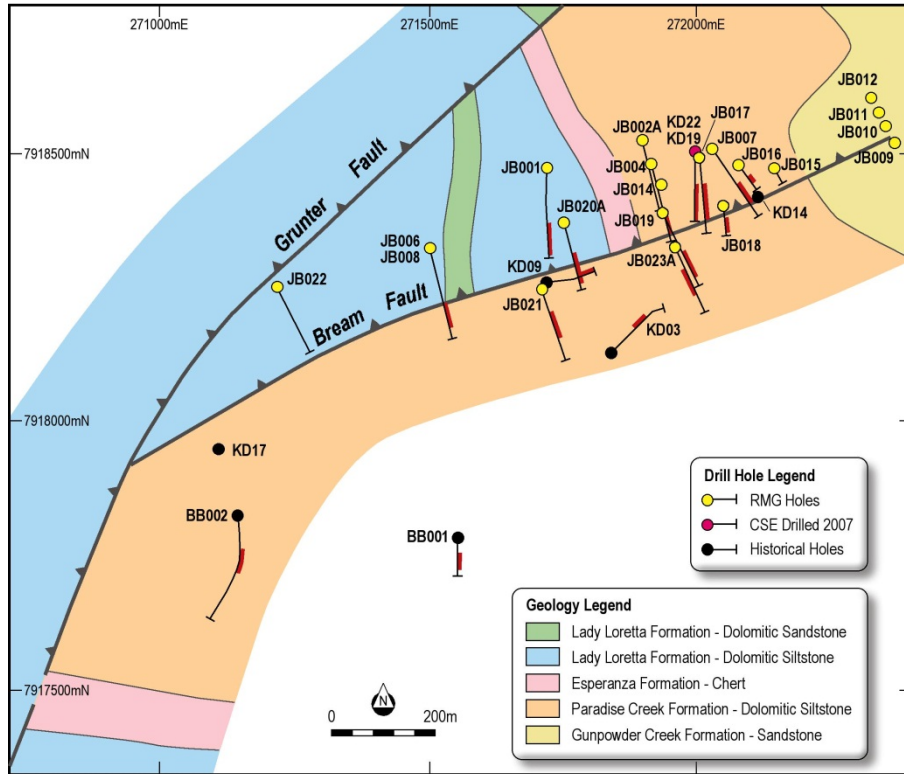 271000mE
271500mE
272000mE
JB012
JB011
JB010
JB009
JB017
KD22
KD19
JB007
JB002A
JB016
JB015
7918500mN
JB004
JB001
JB014
KD14
JB020A
JB019
JB018
Grunter Fault
JB006
JB008
JB023A
KD09
JB022
JB021
Bream Fault
KD03
7918000mN
KD17
BB002
BB001
Drill Hole Legend
RMG Holes
CSE Drilled 2007
Historical Holes
Geology Legend
Lady Loretta Formation - Dolomitic Sandstone
Lady Loretta Formation - Dolomitic Siltstone
Esperanza Formation - Chert
Paradise Creek Formation - Dolomitic Siltstone
Gunpowder Creek Formation - Sandstone
7917500mN
N
0 200m